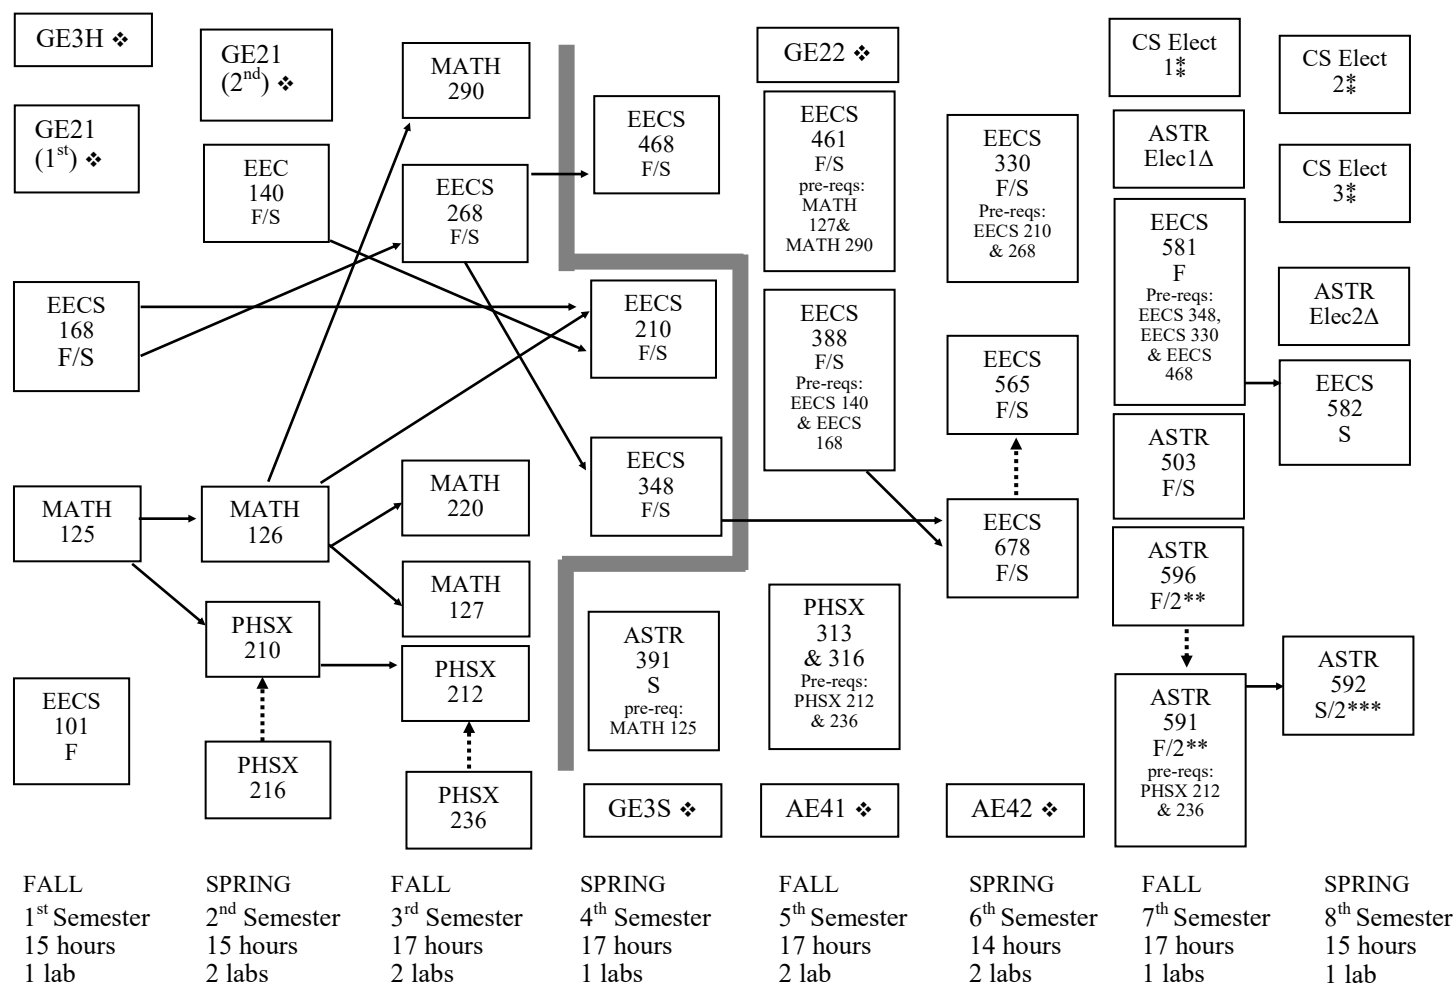 GE3H ❖
GE21
(1st) ❖
EECS
168
F/S
MATH
125
EECS
101
F
GE21
(2nd) ❖
EEC
140
F/S
MATH
126
PHSX
210
PHSX
216
MATH
290
EECS
268
F/S
MATH
220
MATH
127
PHSX
212
PHSX
236
EECS
468
F/S
EECS
210
F/S
EECS
348
F/S
ASTR
391
S
pre-req:
MATH 125
GE3S ❖
GE22 ❖
EECS
461
F/S
pre-reqs:
MATH
127&
MATH 290
EECS
388
F/S
Pre-reqs:
EECS 140
& EECS
168
PHSX
313
& 316
Pre-reqs:
PHSX 212
& 236
AE41 ❖
EECS
330
F/S
Pre-reqs:
EECS 210
& 268
EECS
565
F/S
EECS
678
F/S
AE42 ❖
CS Elect
1⁑
ASTR
Elec1Δ
EECS
581
F
Pre-reqs:
EECS 348,
EECS 330
& EECS
468
ASTR
503
F/S
ASTR
596
F/2**
ASTR
591
F/2**
pre-reqs:
PHSX 212
& 236
CS Elect
2⁑
CS Elect
3⁑
ASTR
Elec2Δ
EECS
582
S
ASTR
592
S/2***
FALL
1st Semester
15 hours
1 lab
SPRING
2nd Semester
15 hours
2 labs
FALL
3rd Semester
17 hours
2 labs
SPRING
4th Semester
17 hours
1 labs
FALL
5th Semester
17 hours
2 lab
SPRING
6th Semester
14 hours
2 labs
FALL
7th Semester
17 hours
1 labs
SPRING
8th Semester
15 hours
1 lab